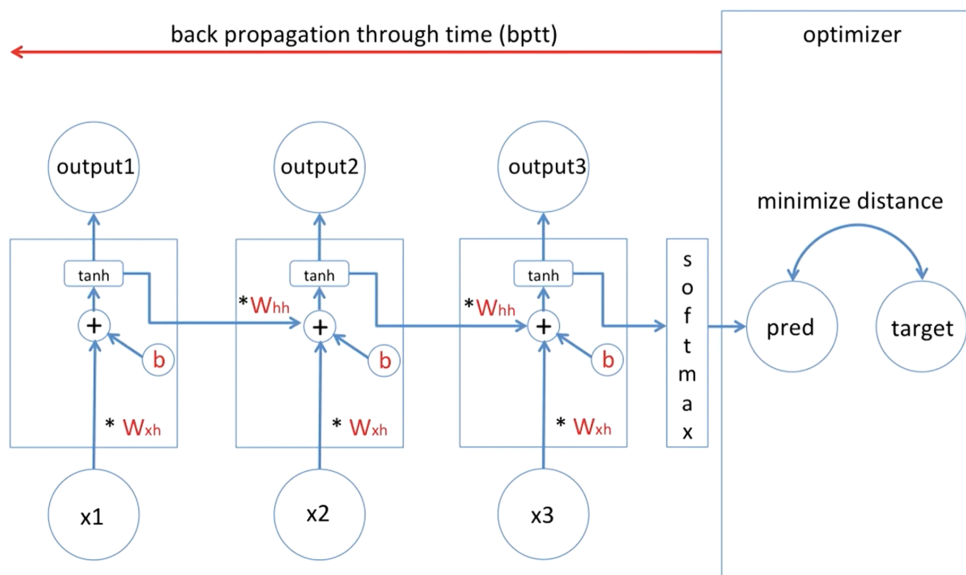 back propagation through time (bptt)
optimizer
output1
output2
output3
minimize distance
tanh
tanh
tanh
*Whh
*Whh
+
+
+
b
b
b
* Wxh
* Wxh
* Wxh
x1
x2
x3
s
o
f
t
m
a
x
pred
target